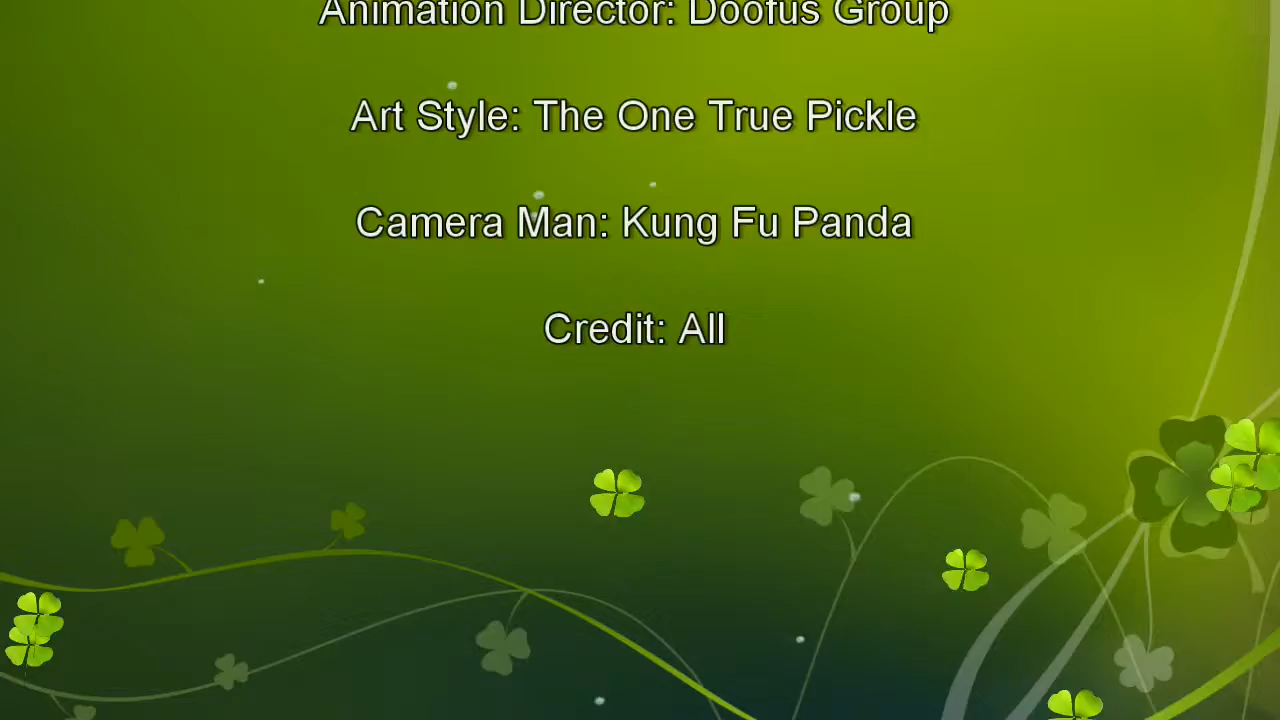 Animation Director: Doofus Group
Art Style: The One True Pickle
Camera Man: Kung Fu Panda
Credit: All